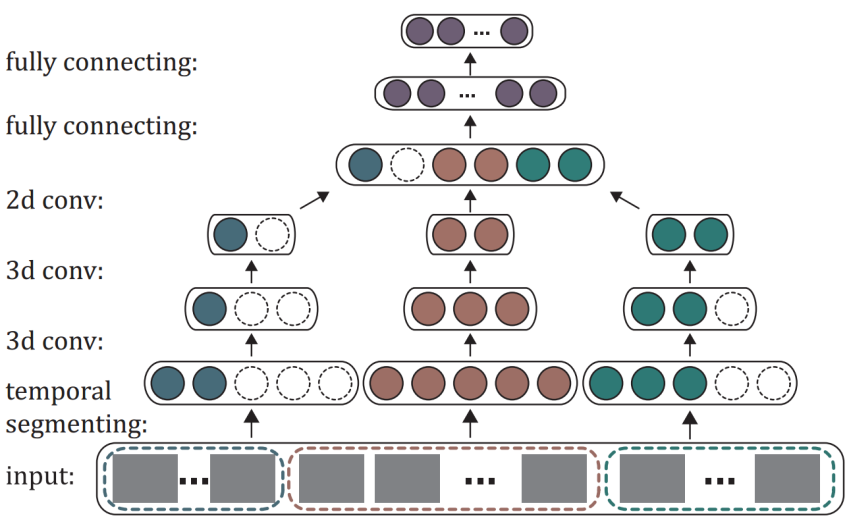 fully connecting:
fully connecting:
2d conv:
3d conv:
3d conv:
temporal
segmenting:
input: